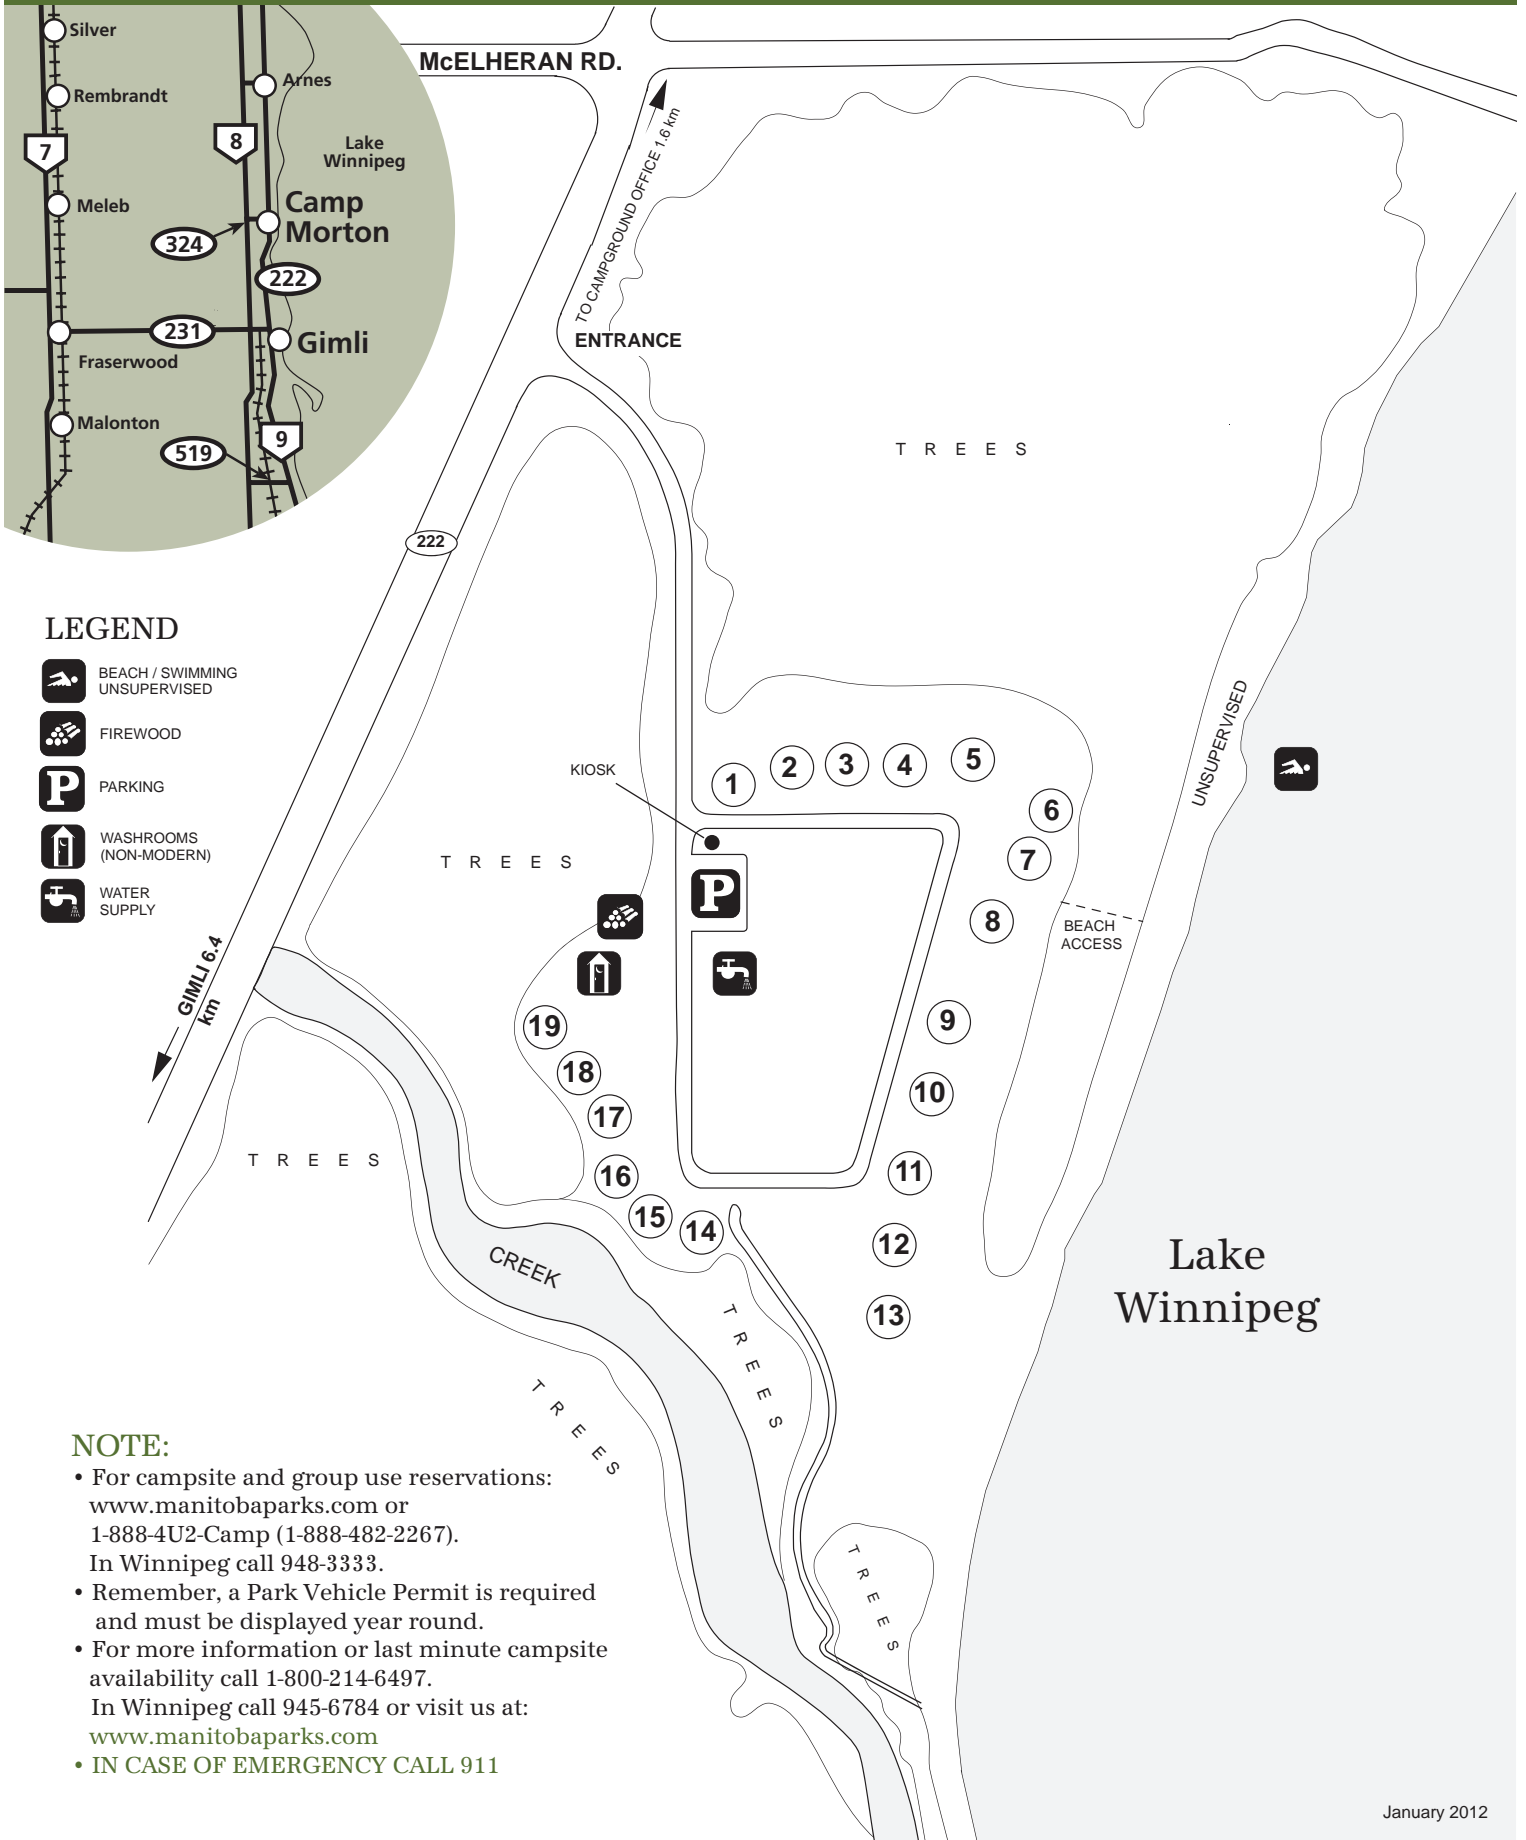 Silver
Rembrandt
7
Meleb
Fraserwood
Malonton
Arnes
8
Lake
Winnipeg
Camp
Morton
324
222
231
Gimli
9
519
McELHERAN RD.
TO CAMPGROUND OFFICE 1.6 km
ENTRANCE
TREES
222
LEGEND
BEACH / SWIMMING
UNSUPERVISED
FIREWOOD
P
PARKING
WASHROOMS
(NON-MODERN)
WATER
SUPPLY
GIMLI 6.4
km
KIOSK
TREES
P
1
2
3
4
5
6
7
8
9
10
11
12
13
14
15
16
17
18
19
UNSUPERVISED
BEACH
ACCESS
TREES
CREEK
TREES
TREES
TREES
Lake
Winnipeg
NOTE:
• For campsite and group use reservations:
www.manitobaparks.com or
1-888-4U2-Camp (1-888-482-2267).
In Winnipeg call 948-3333.
• Remember, a Park Vehicle Permit is required
and must be displayed year round.
• For more information or last minute campsite
availability call 1-800-214-6497.
In Winnipeg call 945-6784 or visit us at:
www.manitobaparks.com
• IN CASE OF EMERGENCY CALL 911
January 2012